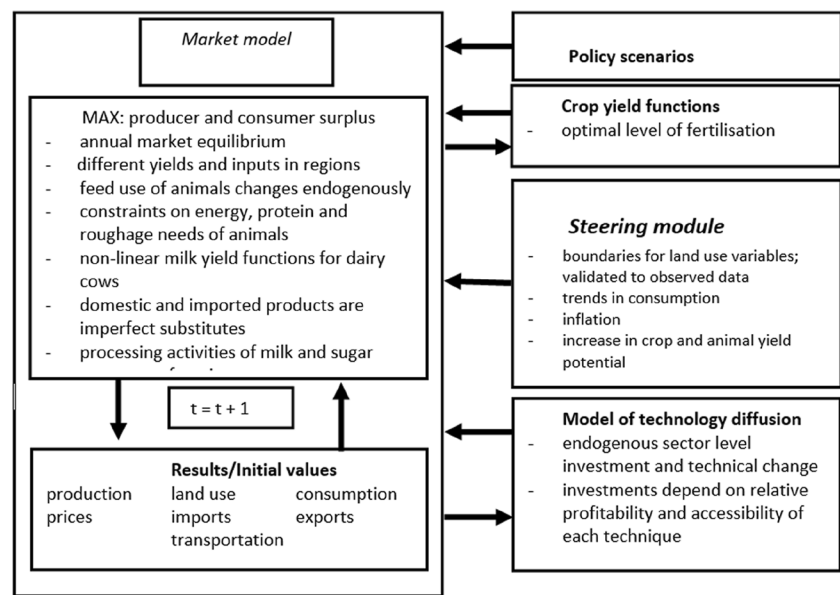 Market model
MAX: producer and consumer surplus
- annual market equilibrium
- different yields and inputs in regions
- feed use of animals changes endogenously
- constraints on energy, protein and
roughage needs of animals
- non-linear milk yield functions for dairy
cows
- domestic and imported products are
imperfect substitutes
- processing activities of milk and sugar
t = t + 1
Results/Initial values
production land use consumption
prices imports exports
transportation
Policy scenarios
Crop yield functions
- optimal level of fertilisation
Steering module
- boundaries for land use variables;
validated to observed data
- trends in consumption
- inflation
- increase in crop and animal yield
potential
Model of technology diffusion
- endogenous sector level
investment and technical change
- investments depend on relative
profitability and accessibility of
each technique